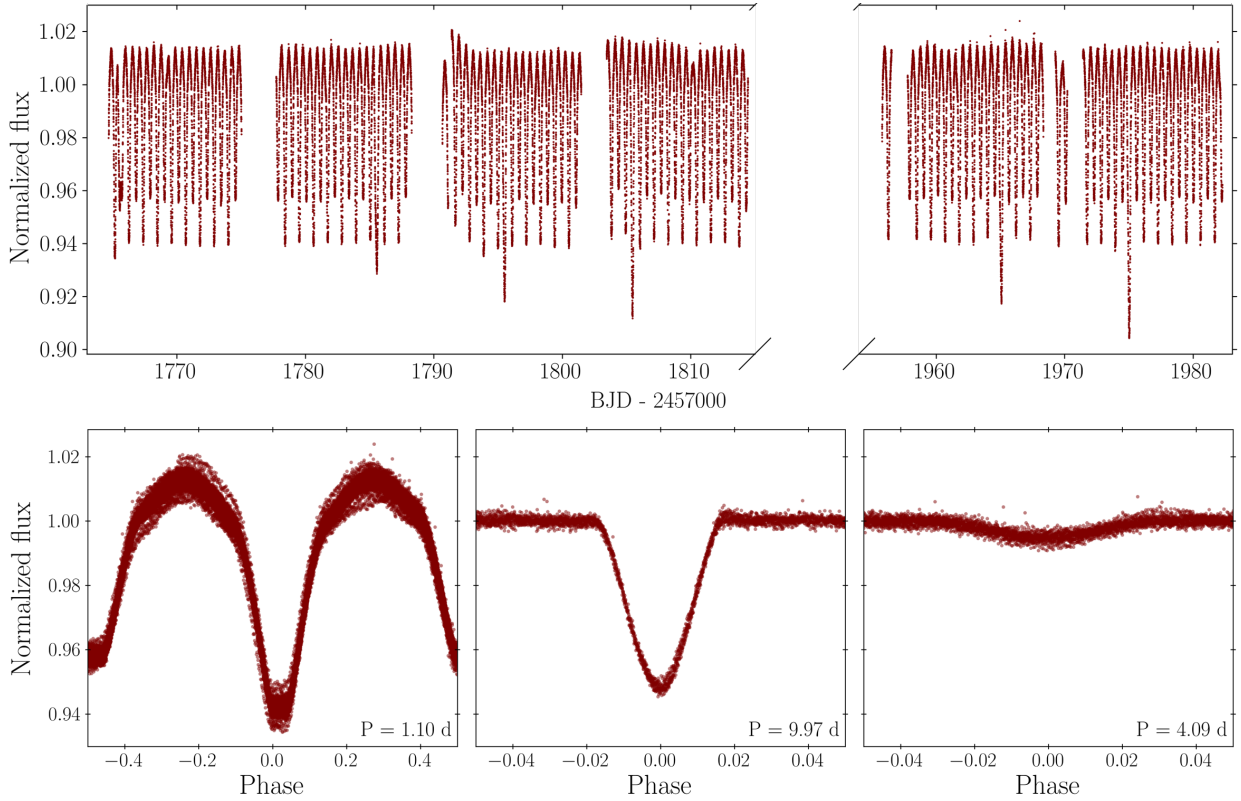 1.02
1.00
0.98
0.96
0.94
0.92
0.90
Normalized flux
1770 1780 1790 1800 1810 1960 1970 1980
BJD - 2457000
1.02
1.00
0.98
0.96
0.94
Normalized flux
P = 1.10 d P = 9.97 d P = 4.09 d
−0.4 −0.2 0.0 0.2 0.4 −0.04 −0.02 0.00 0.02 0.04 −0.04 −0.02 0.00 0.02 0.04
Phase Phase Phase